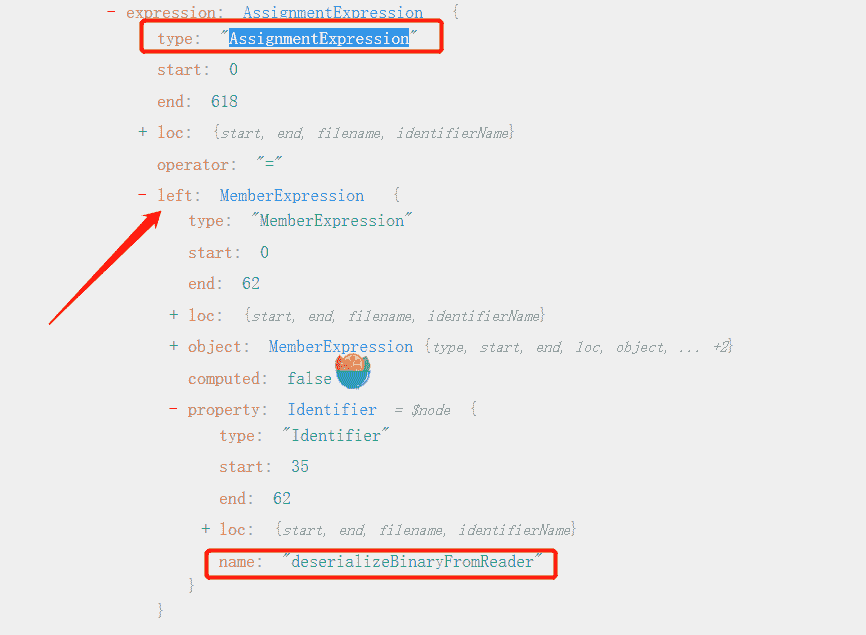 - expression: AssignmentExpression {
type: "AssignmentExpression"
start: 0
end: 618
+ loc: {start, end, filename, identifierName}
operator: "="
- left: MemberExpression {
type: "MemberExpression"
start: 0
end: 62
+ loc: {start, end, filename, identifierName}
+ object: MemberExpression {type, start, end, loc, object, ... +2}
computed: false
- property: Identifier = $node {
type: "Identifier"
start: 35
end: 62
+ loc: {start, end, filename, identifierName}
name: "deserializeBinaryFromReader"
}
}